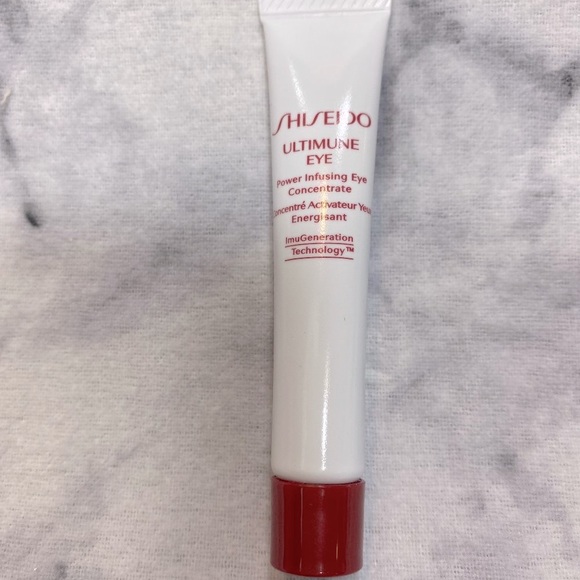 SHISEIDO
ULTIMUNE
EYE
Power Infusing Eye
Concentrate
Concentré Activateur Yeux
Energisant
ImuGeneration
Technology™